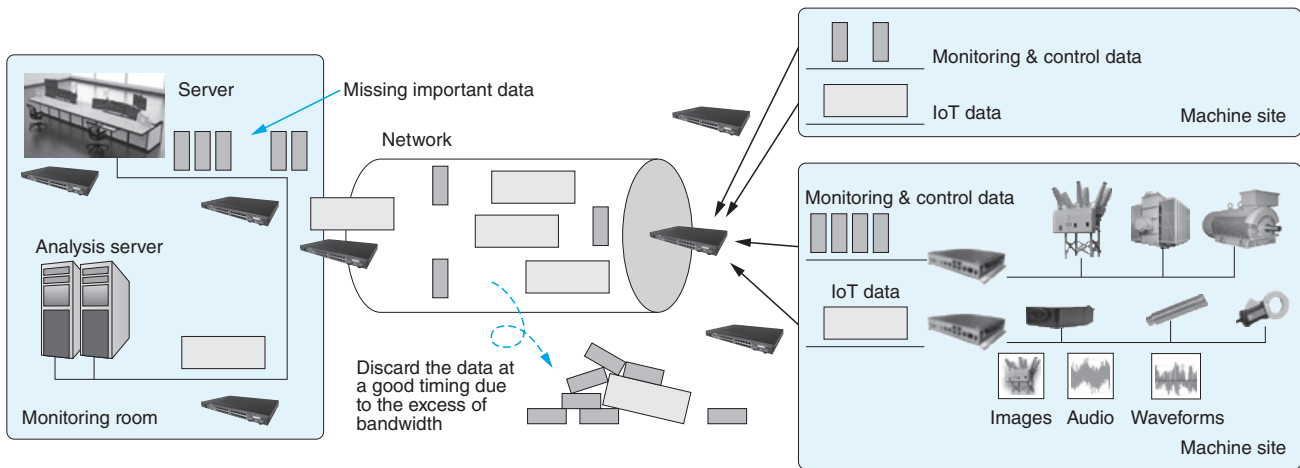 Server
Missing important data
Network
Analysis server
Monitoring room
Discard the data at
a good timing due
to the excess of
bandwidth
Monitoring & control data
IoT data
Machine site
Monitoring & control data
IoT data
Images
Audio
Waveforms
Machine site